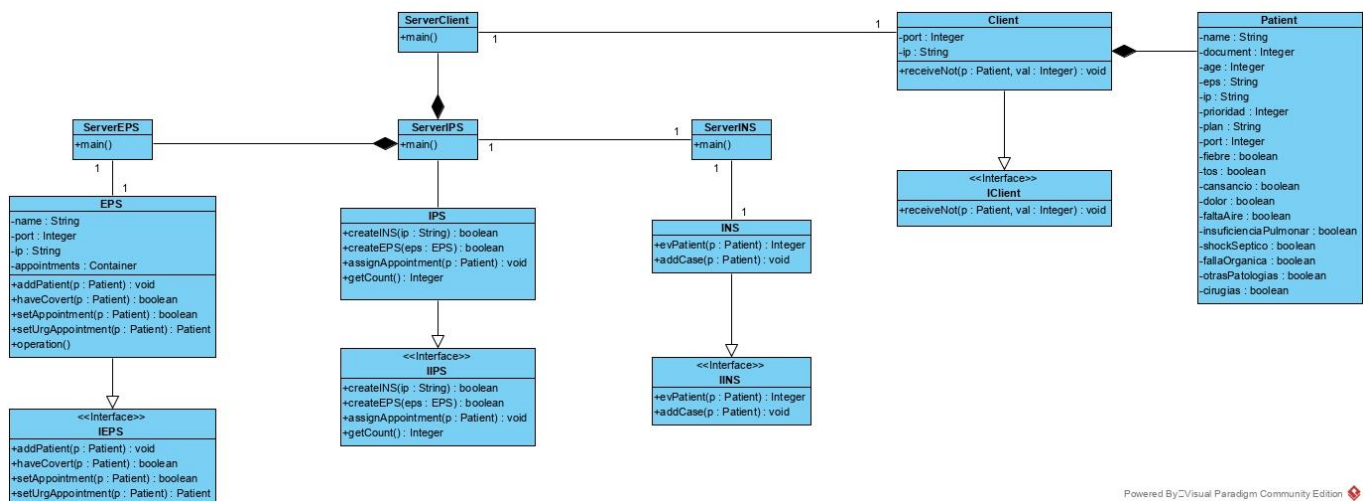 ServerClient
+main()
1
1
Client
-port : Integer
-ip : String
+receiveNot(p : Patient, val : Integer) : void
Patient
-name : String
-document : Integer
-age : Integer
-eps : String
-ip : String
-prioridad : Integer
-plan : String
-port : Integer
-fiebre : boolean
-tos : boolean
-cansancio : boolean
-dolor : boolean
-faltaAire : boolean
-insuficienciaPulmonar : boolean
-shockSeptico : boolean
-fallaOrganica : boolean
-otrasPatologias : boolean
-cirugias : boolean
ServerEPS
+main()
1
1
ServerIPS
+main()
1
1
ServerINS
+main()
1
1
<<Interface>>
IClient
+receiveNot(p : Patient, val : Integer) : void
EPS
-name : String
-port : Integer
-ip : String
-appointments : Container
+addPatient(p : Patient) : void
+haveCovert(p : Patient) : boolean
+setAppointment(p : Patient) : boolean
+setUrgAppointment(p : Patient) : Patient
+operation()
IPS
+createINS(ip : String) : boolean
+createEPS(eps : EPS) : boolean
+assignAppointment(p : Patient) : void
+getCount() : Integer
INS
+evPatient(p : Patient) : Integer
+addCase(p : Patient) : void
<<Interface>>
IIPS
+createINS(ip : String) : boolean
+createEPS(eps : EPS) : boolean
+assignAppointment(p : Patient) : void
+getCount() : Integer
<<Interface>>
IINS
+evPatient(p : Patient) : Integer
+addCase(p : Patient) : void
<<Interface>>
IEPS
+addPatient(p : Patient) : void
+haveCovert(p : Patient) : boolean
+setAppointment(p : Patient) : boolean
+setUrgAppointment(p : Patient) : Patient
Powered By Visual Paradigm Community Edition